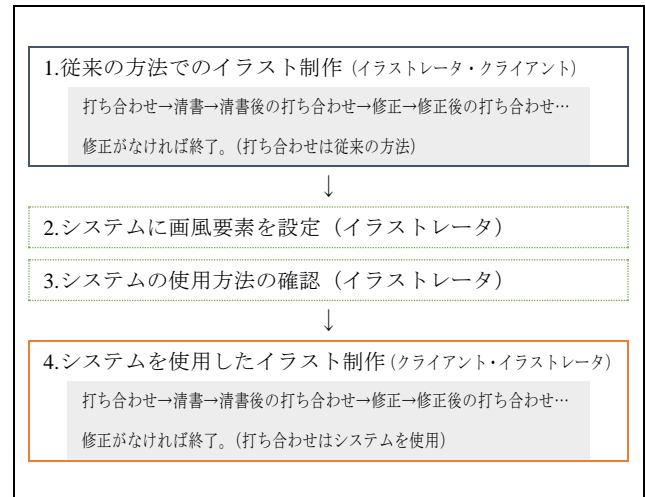 1.従来の方法でのイラスト制作（イラストレータ・クライアント）
打ち合わせ→清書→清書後の打ち合わせ→修正→修正後の打ち合わせ…
修正がなければ終了。（打ち合わせは従来の方法）
↓
2.システムに画風要素を設定（イラストレータ）
3.システムの使用方法の確認（イラストレータ）
↓
4.システムを使用したイラスト制作（クライアント・イラストレータ）
打ち合わせ→清書→清書後の打ち合わせ→修正→修正後の打ち合わせ…
修正がなければ終了。（打ち合わせはシステムを使用）